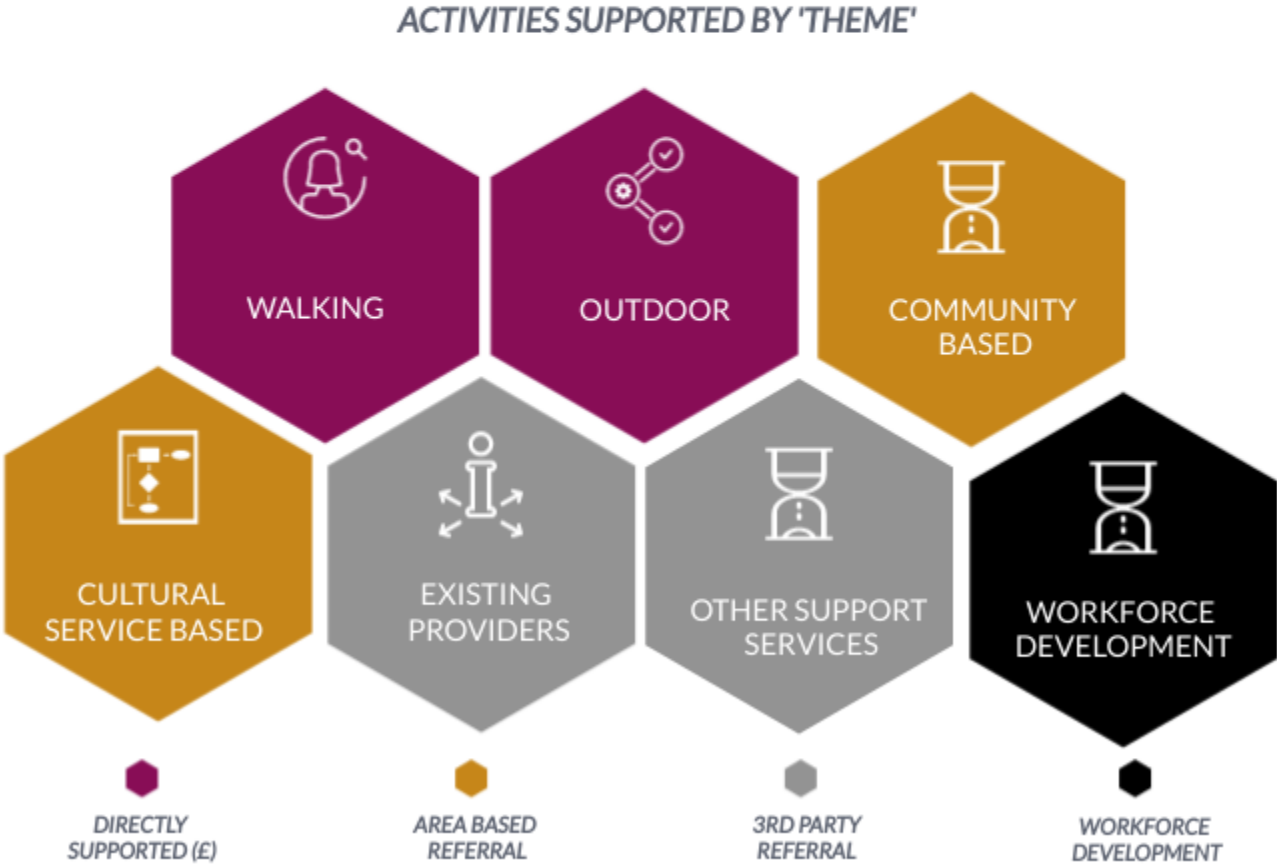 ACTIVITIES SUPPORTED BY 'THEME'
WALKING
OUTDOOR
COMMUNITY
BASED
CULTURAL
SERVICE BASED
EXISTING
PROVIDERS
OTHER SUPPORT
SERVICES
WORKFORCE
DEVELOPMENT
DIRECTLY
SUPPORTED (£)
AREA BASED
REFERRAL
3RD PARTY
REFERRAL
WORKFORCE
DEVELOPMENT